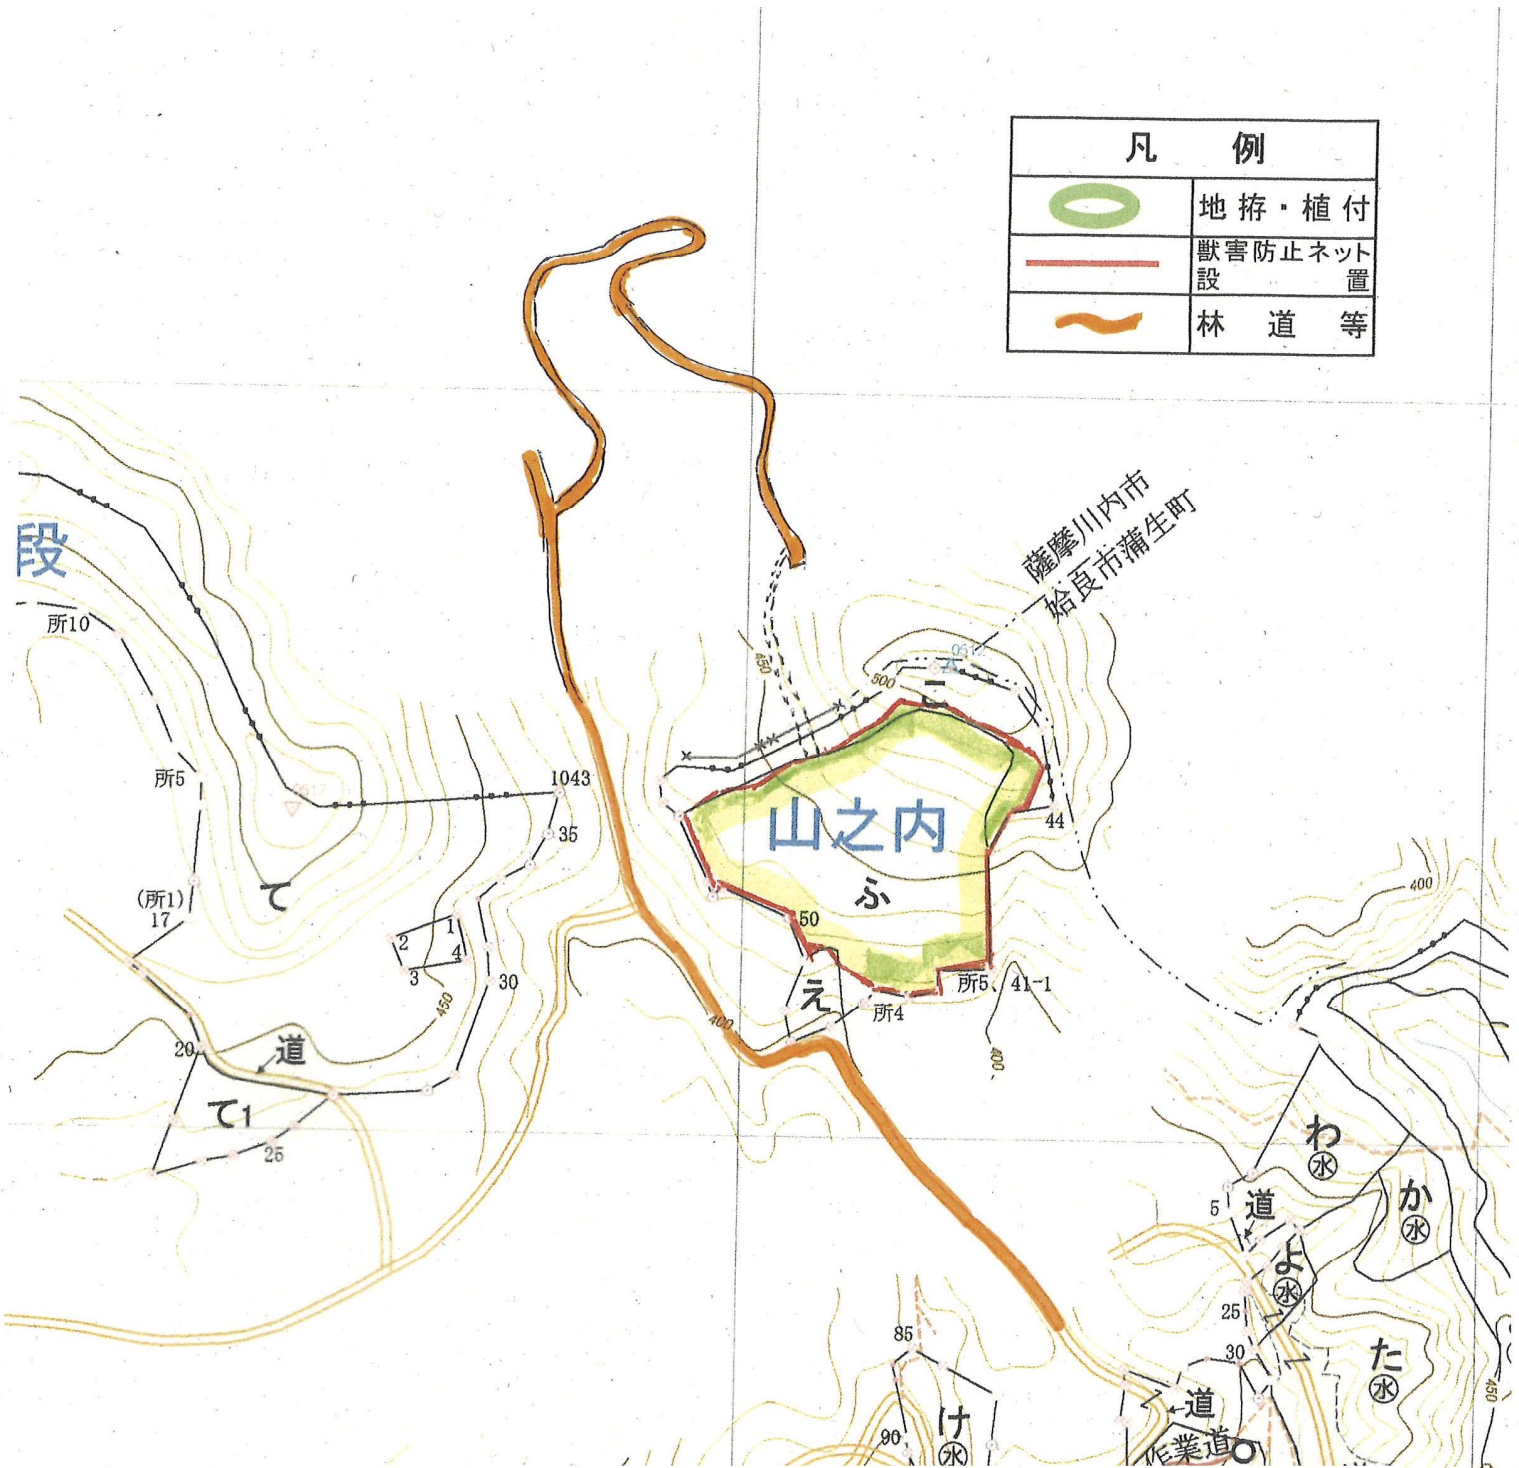 凡例
地拵・植付
獣害防止ネット
設置
林道等
薩摩川内市
姶良市蒲生町
段
所10
0512
450
500
こ
所5
0517
1043
35
山之内
44
て
ふ
(所1)
17
1
50
2
4
3
30
え
所5、41-1
所4
450
400
400
400
20
道
て1
25
わ
水
か
水
5
道
よ
水
25
30
た
水
450
85
け
水
90
道
作業道